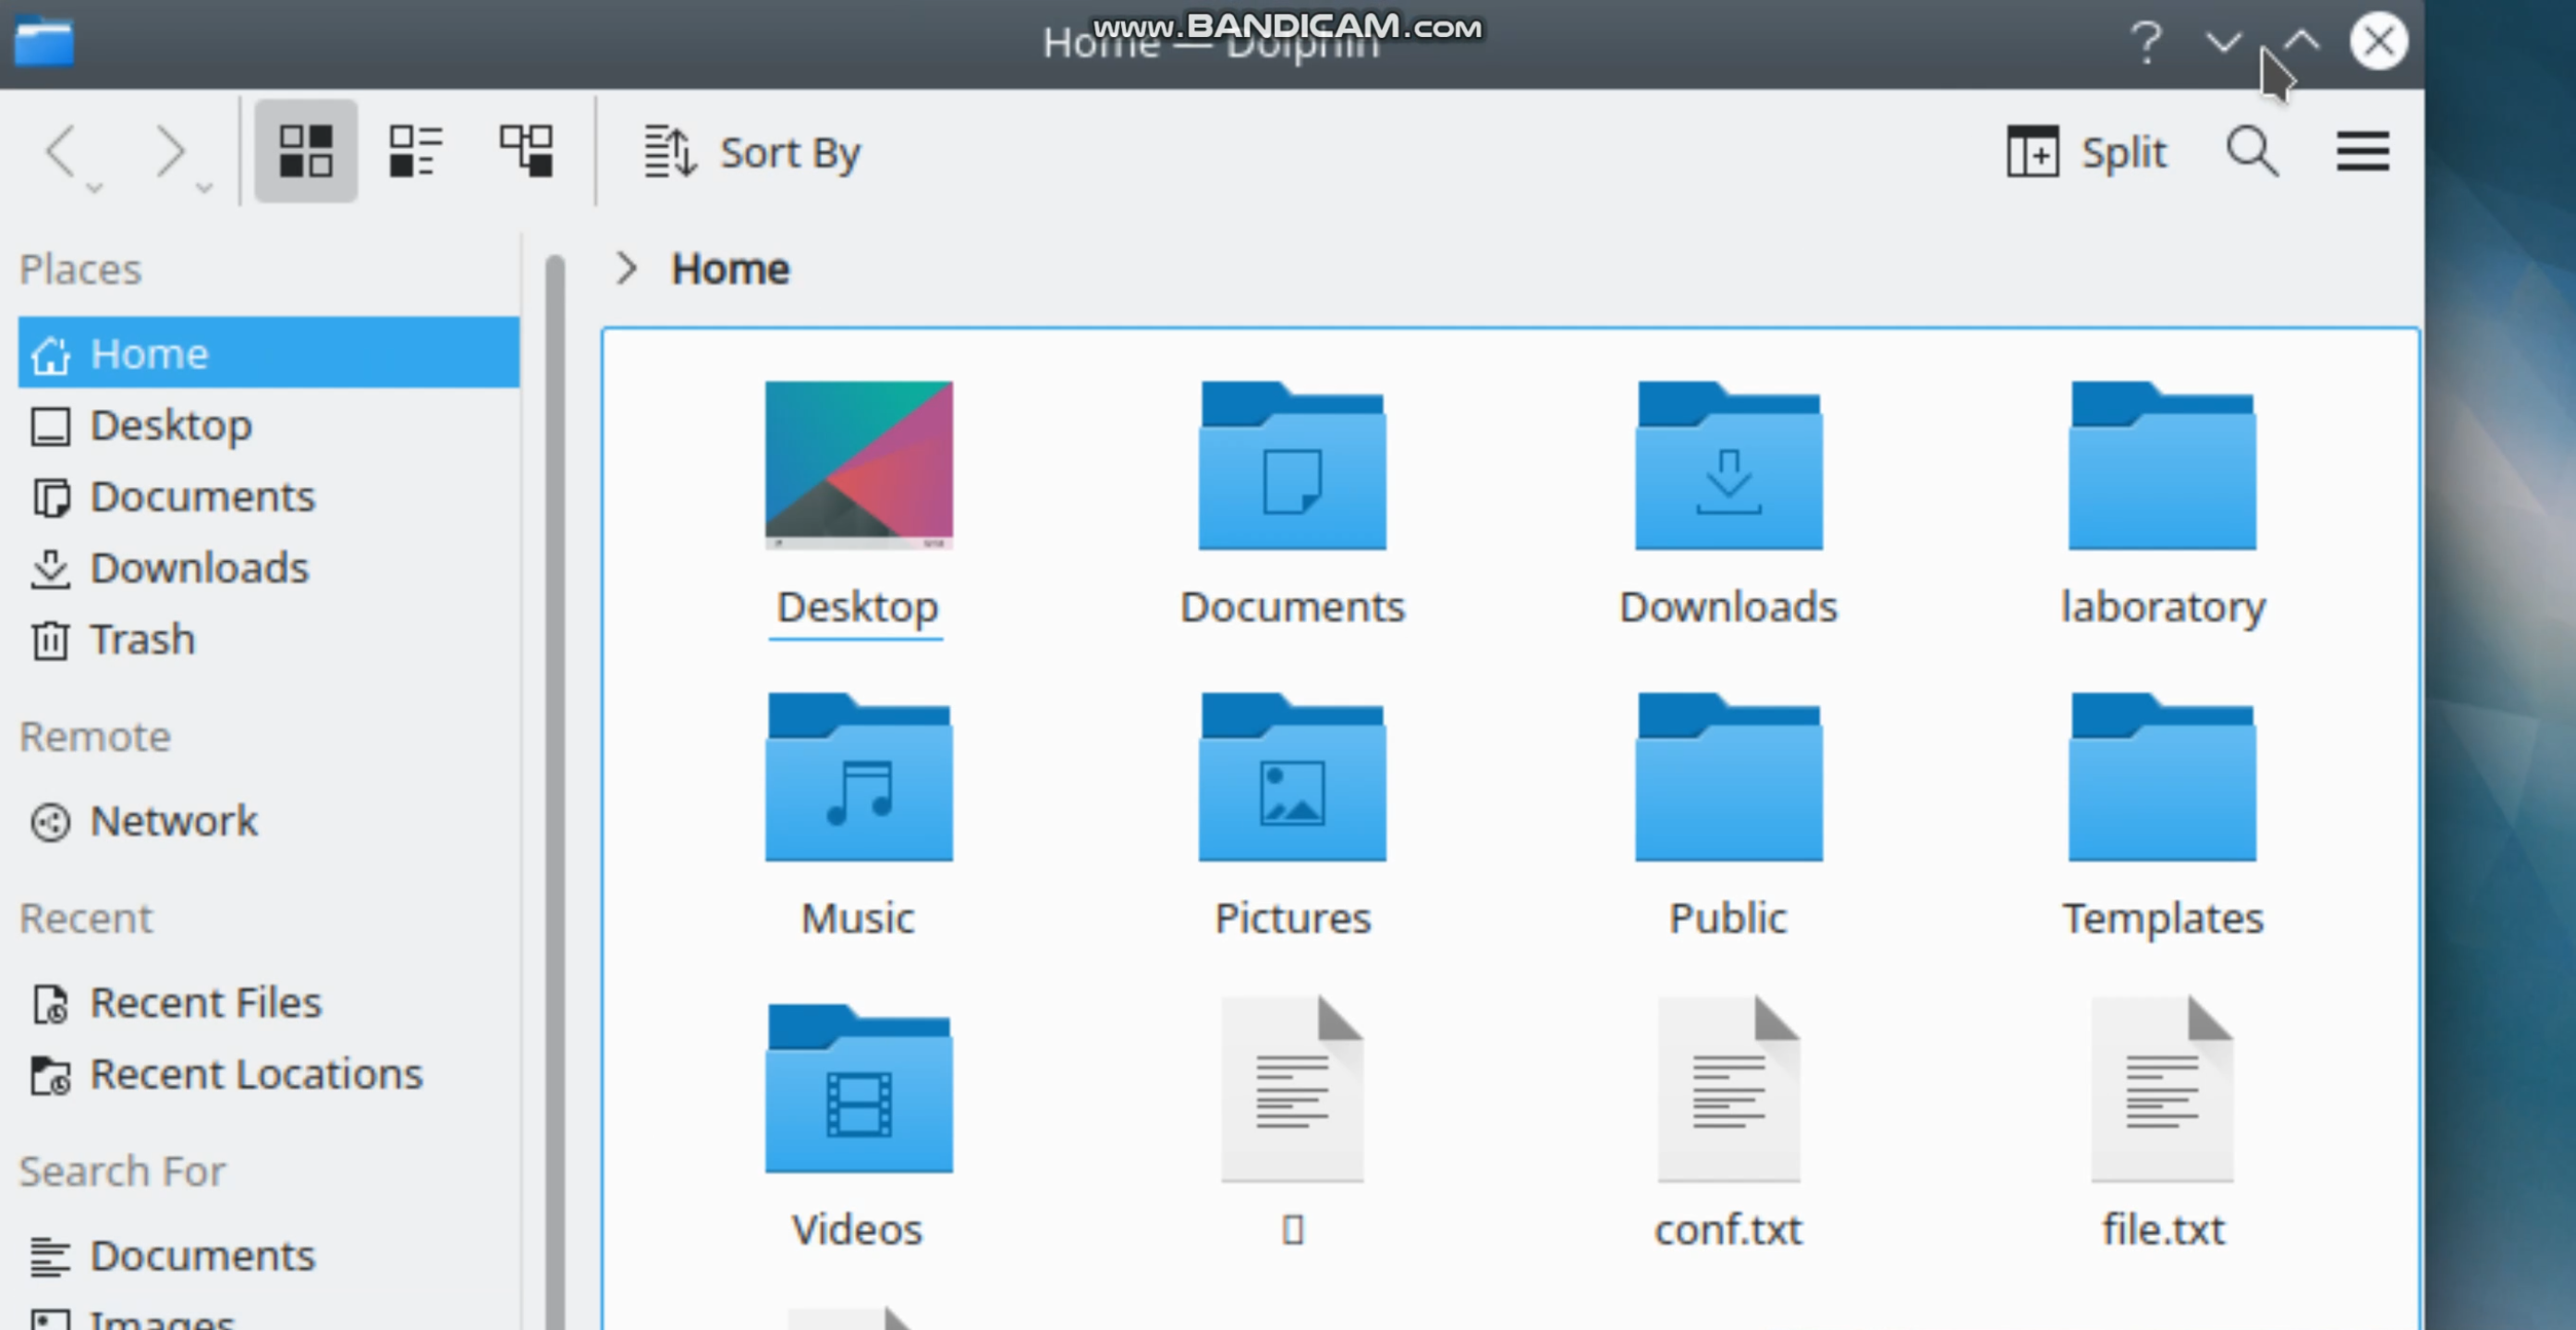 www.BANDICAM.com
Home — Dolphin
Sort By
Split
Places
Home
Home
Desktop
Documents
Downloads
Trash
Remote
Network
Recent
Recent Files
Recent Locations
Search For
Documents
Images
Desktop
Documents
Downloads
laboratory
Music
Pictures
Public
Templates
Videos
conf.txt
file.txt